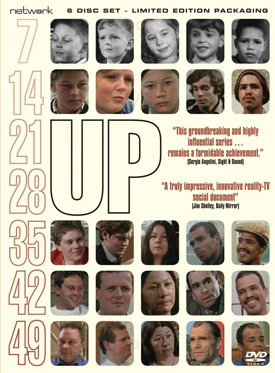 network
6 DISC SET - LIMITED EDITION PACKAGING
7
14
21
28
35
42
49
UP
"This groundbreaking and highly
influential series ...
remains a formidable achievement."
(Sergio Angelini, Sight & Sound)
"A truly impressive, innovative reality-TV
social document"
(Jim Shelley, Daily Mirror)
DVD
VIDEO